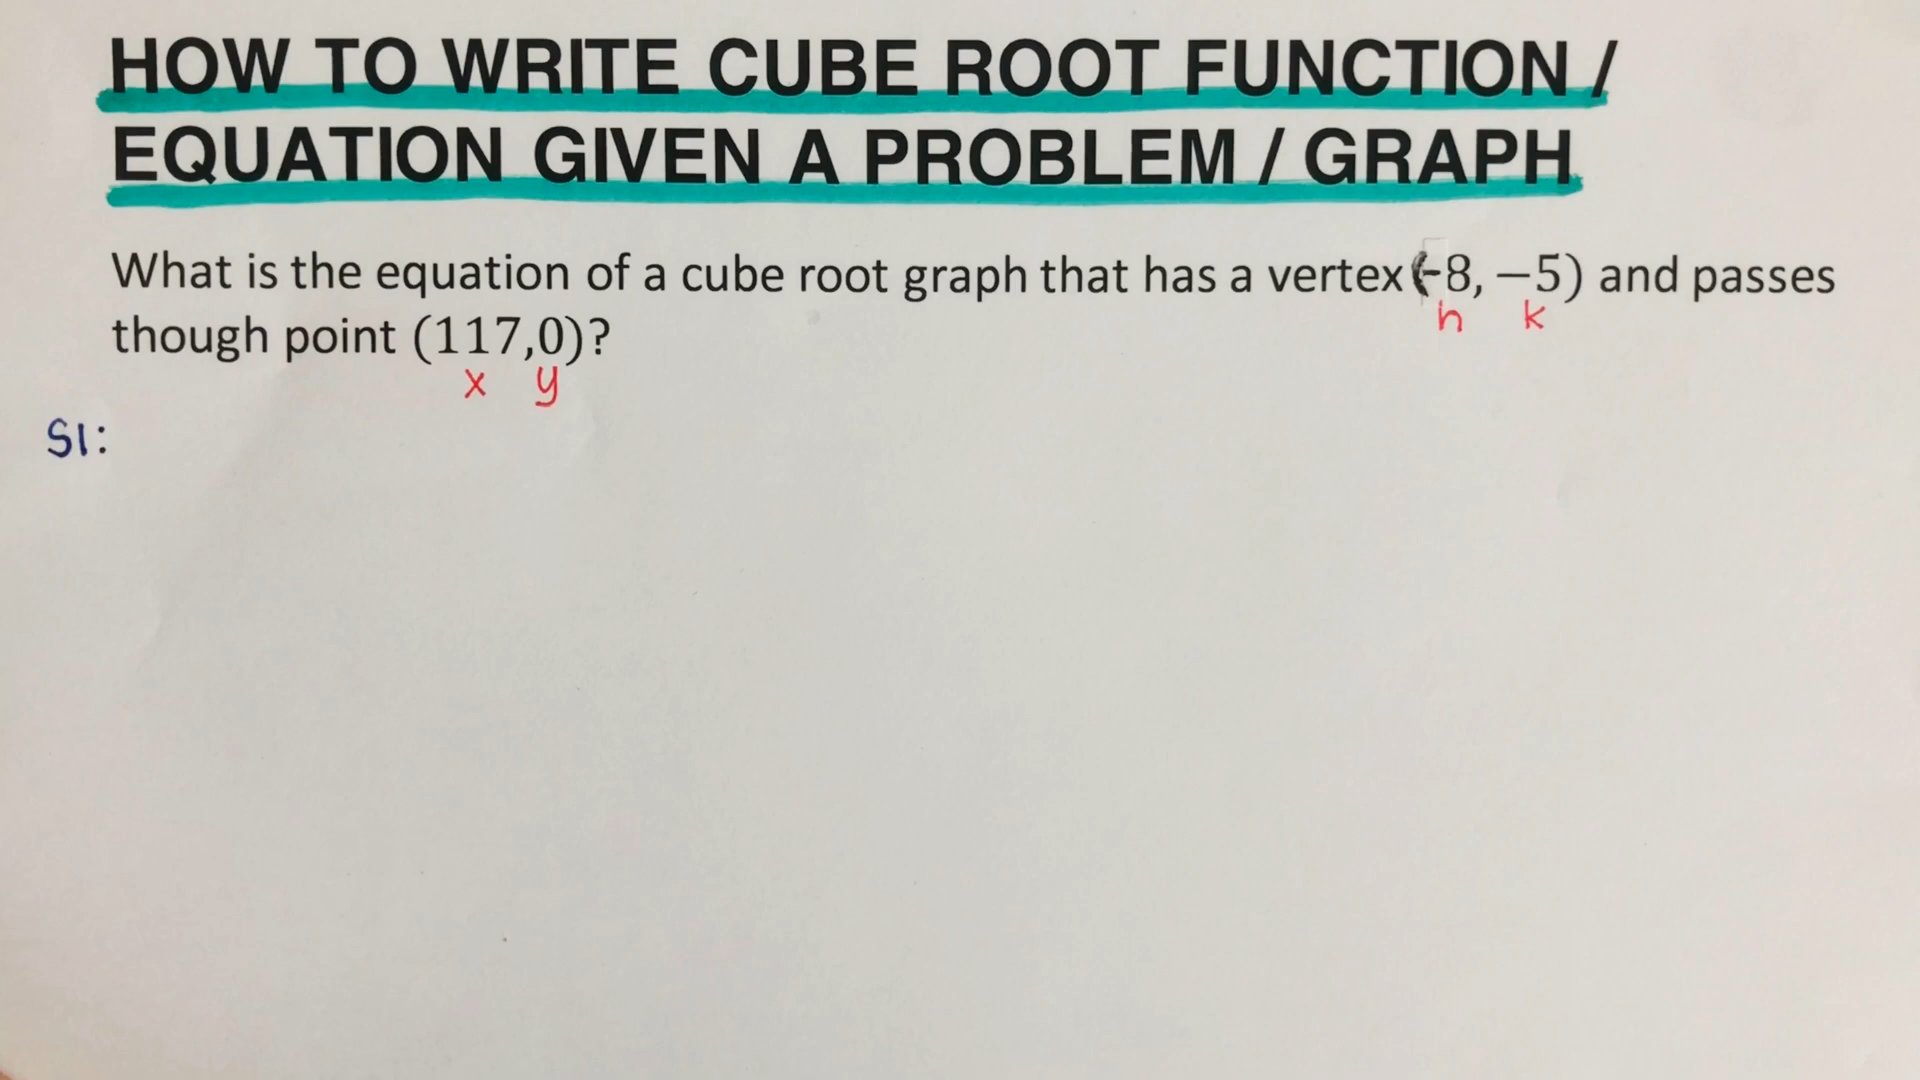 HOW TO WRITE CUBE ROOT FUNCTION /
EQUATION GIVEN A PROBLEM / GRAPH
What is the equation of a cube root graph that has a vertex (-8, −5) and passes
h k
though point (117,0)?
x y
S1: